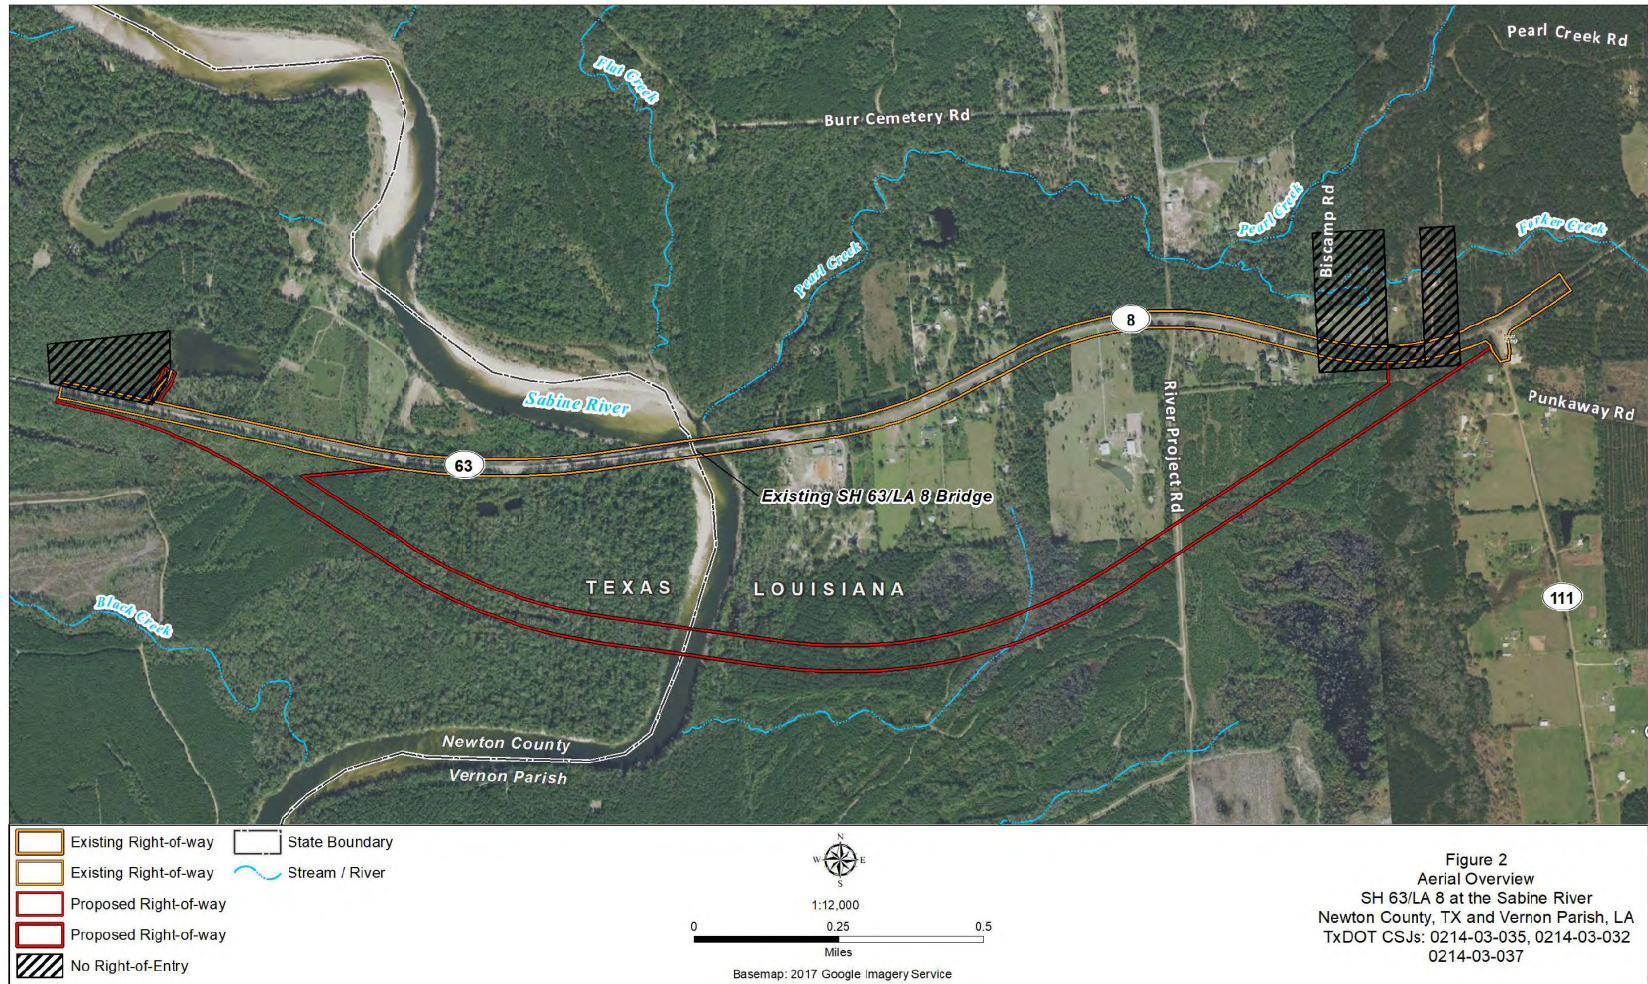 Pearl Creek Rd
Flat Creek
Burr Cemetery Rd
Pearl Creek
Biscamp Rd
Forker Creek
Pearl Creek
8
Sabine River
River Project Rd
Punkaway Rd
63
Existing SH 63/LA 8 Bridge
TEXAS
LOUISIANA
111
Black Creek
Newton County
Vernon Parish
Existing Right-of-way
State Boundary
Existing Right-of-way
Stream / River
Proposed Right-of-way
Proposed Right-of-way
No Right-of-Entry
N
W
E
S
1:12,000
0
0.25
0.5
Miles
Basemap: 2017 Google Imagery Service
Figure 2
Aerial Overview
SH 63/LA 8 at the Sabine River
Newton County, TX and Vernon Parish, LA
TxDOT CSJs: 0214-03-035, 0214-03-032
0214-03-037